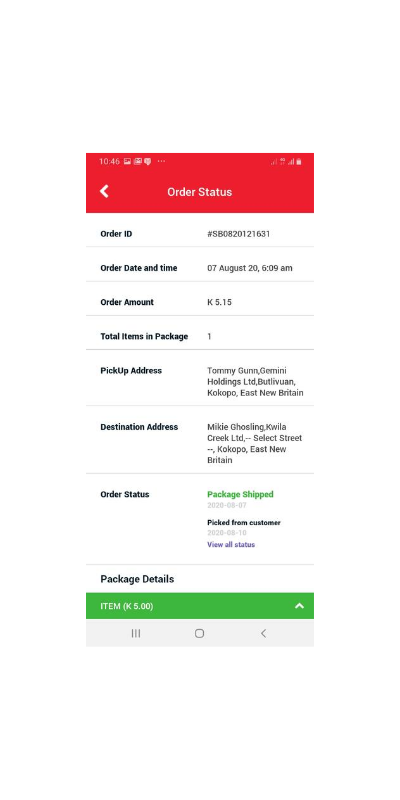 10:46
Order Status
Order ID #SB0820121631
Order Date and time 07 August 20, 6:09 am
Order Amount K 5.15
Total Items in Package 1
PickUp Address Tommy Gunn,Gemini
Holdings Ltd,Butlivuan,
Kokopo, East New Britain
Destination Address Mikie Ghosling,Kwila
Creek Ltd,-- Select Street
--, Kokopo, East New
Britain
Order Status Package Shipped
2020-08-07
Picked from customer
2020-08-10
View all status
Package Details
ITEM (K 5.00)